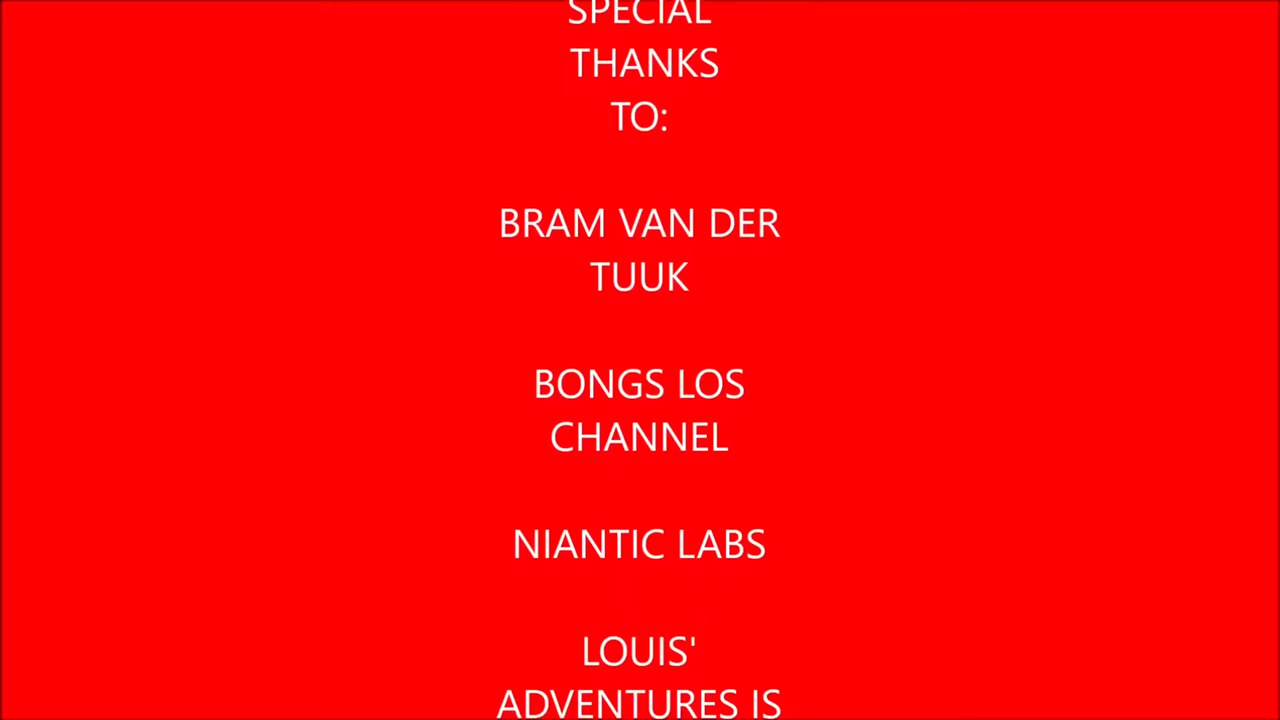 SPECIAL
THANKS
TO:
BRAM VAN DER
TUUK
BONGS LOS
CHANNEL
NIANTIC LABS
LOUIS'
ADVENTURES IS